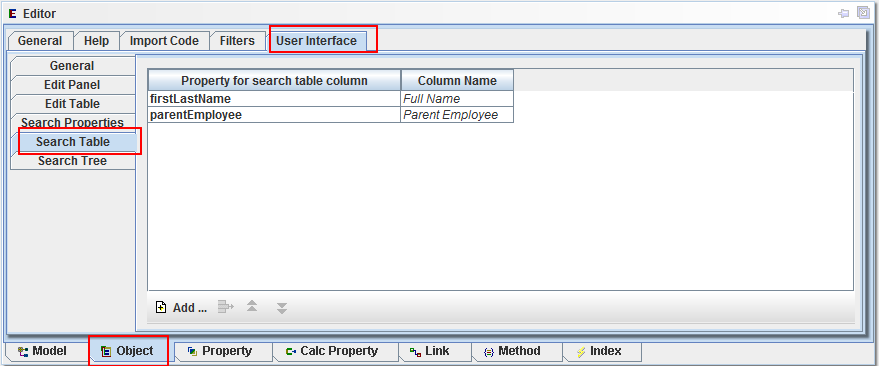 E Editor
General Help Import Code Filters User Interface
General
Edit Panel
Edit Table
Search Properties
Search Table
Search Tree
Property for search table column Column Name
firstLastName Full Name
parentEmployee Parent Employee
Add ...
Model Object Property Calc Property Link Method Index